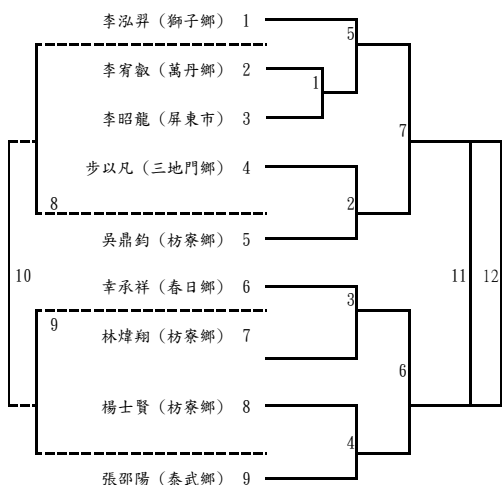 李泓羿(獅子鄉) 1
5
李宥叡(萬丹鄉) 2
1
李昭龍(屏東市) 3
7
步以凡(三地門鄉) 4
8
2
吳鼎鈞(枋寮鄉) 5
10
11
12
幸承祥(春日鄉) 6
3
9
林煒翔(枋寮鄉) 7
6
楊士賢(枋寮鄉) 8
4
張邵陽(泰武鄉) 9